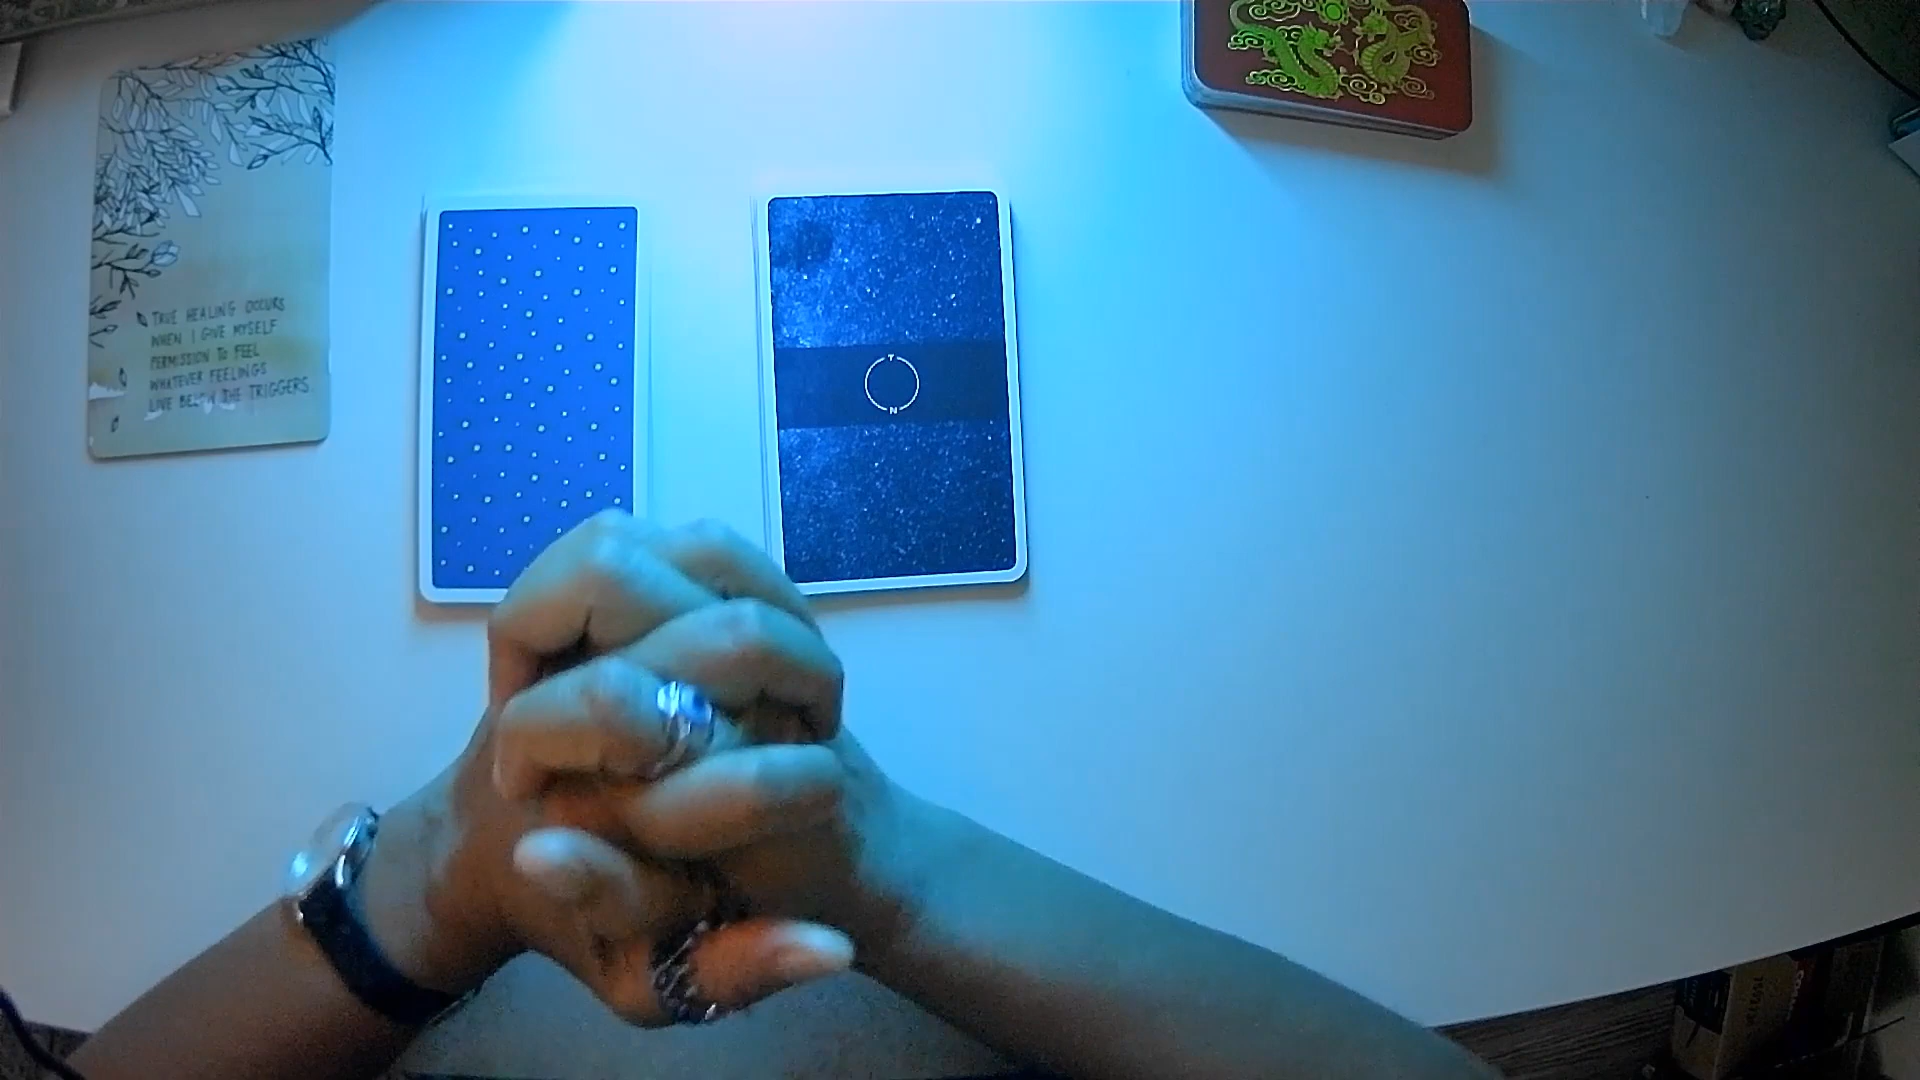 TRUE HEALING OCCURS
WHEN I GIVE MYSELF
PERMISSION TO FEEL
WHATEVER FEELINGS
LIVE BELOW THE TRIGGERS
T
N